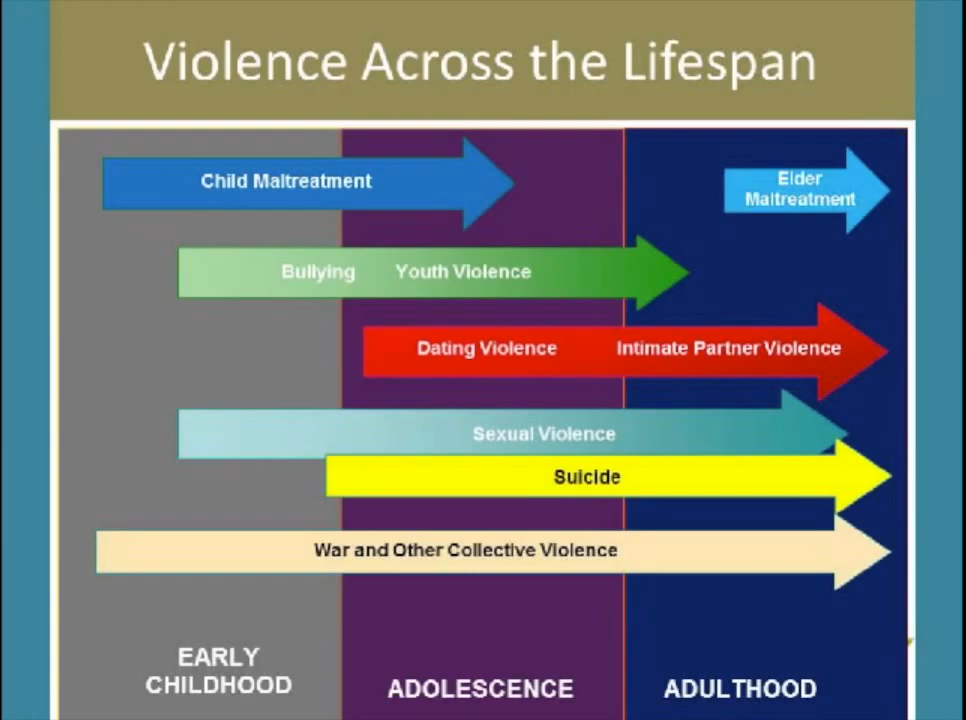 Violence Across the Lifespan
Child Maltreatment
Elder
Maltreatment
Bullying Youth Violence
Dating Violence Intimate Partner Violence
Sexual Violence
Suicide
War and Other Collective Violence
EARLY
CHILDHOOD
ADOLESCENCE
ADULTHOOD